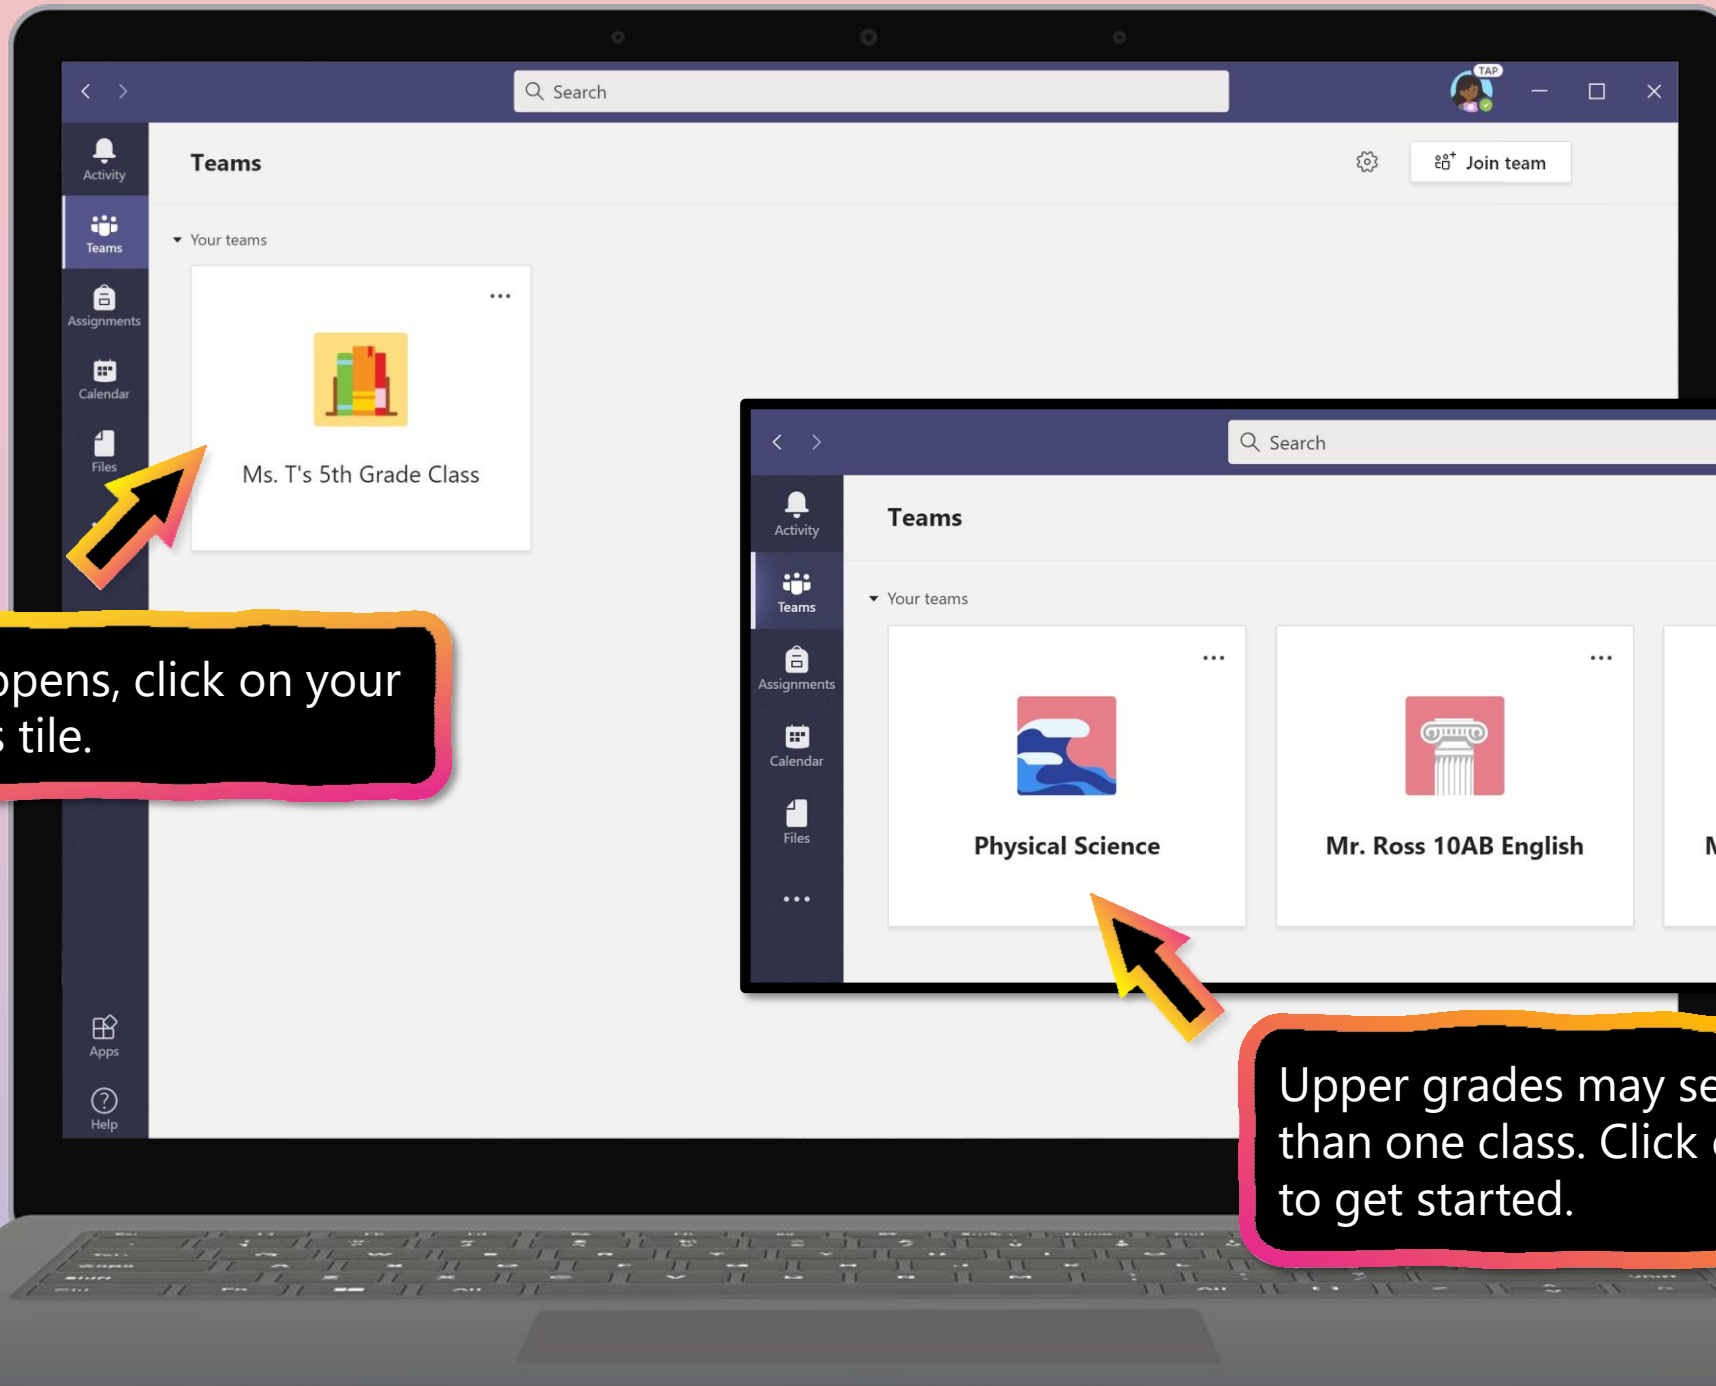 TAP
Search
Activity
Teams
Join team
Teams
Your teams
Assignments
Calendar
Files
Ms. T's 5th Grade Class
Search
Activity
Teams
Teams
Your teams
Assignments
Calendar
Files
Physical Science
Mr. Ross 10AB English
opens, click on your
tile.
Apps
Help
Upper grades may
than one class. Click
to get started.